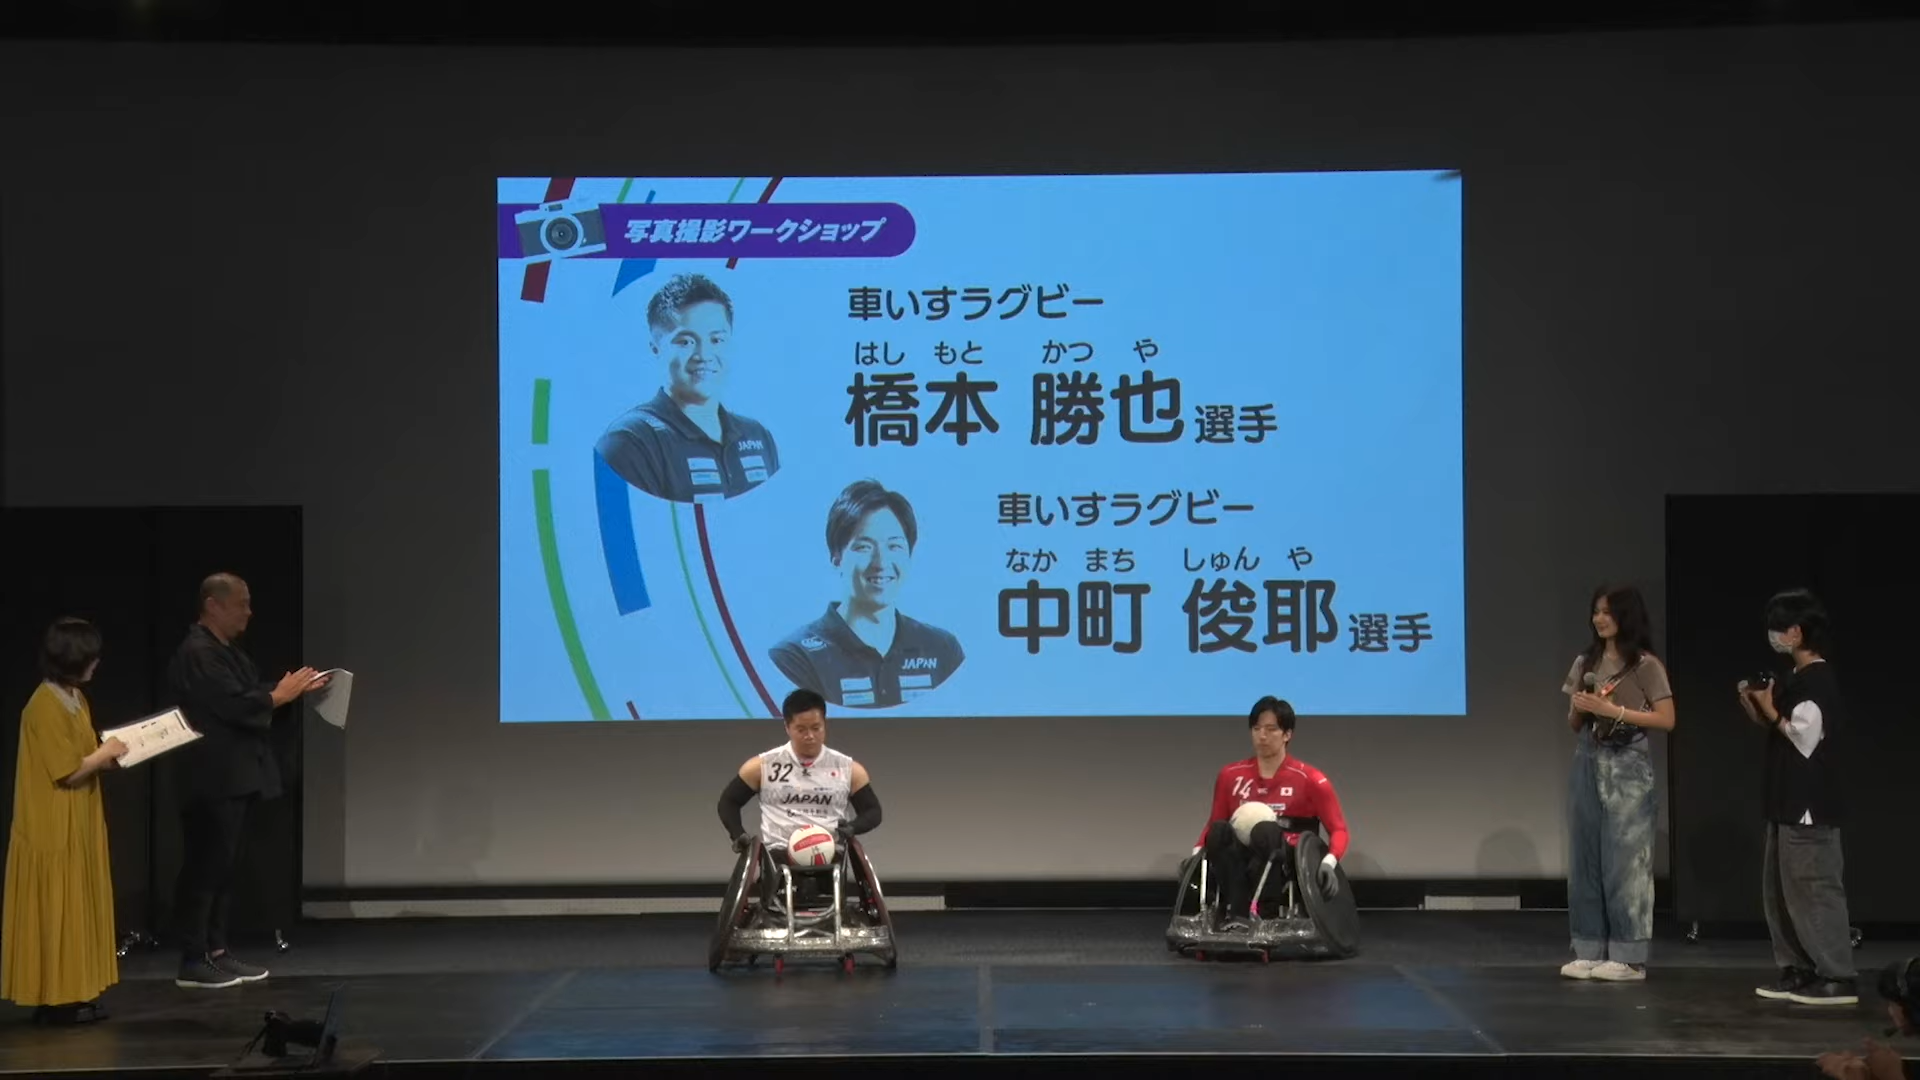 写真撮影ワークショップ
車いすラグビー
はし もと かつ や
橋本 勝也選手
JAPAN
車いすラグビー
なか まち しゅん や
中町 俊耶選手
JAPAN
32
JAPAN
14